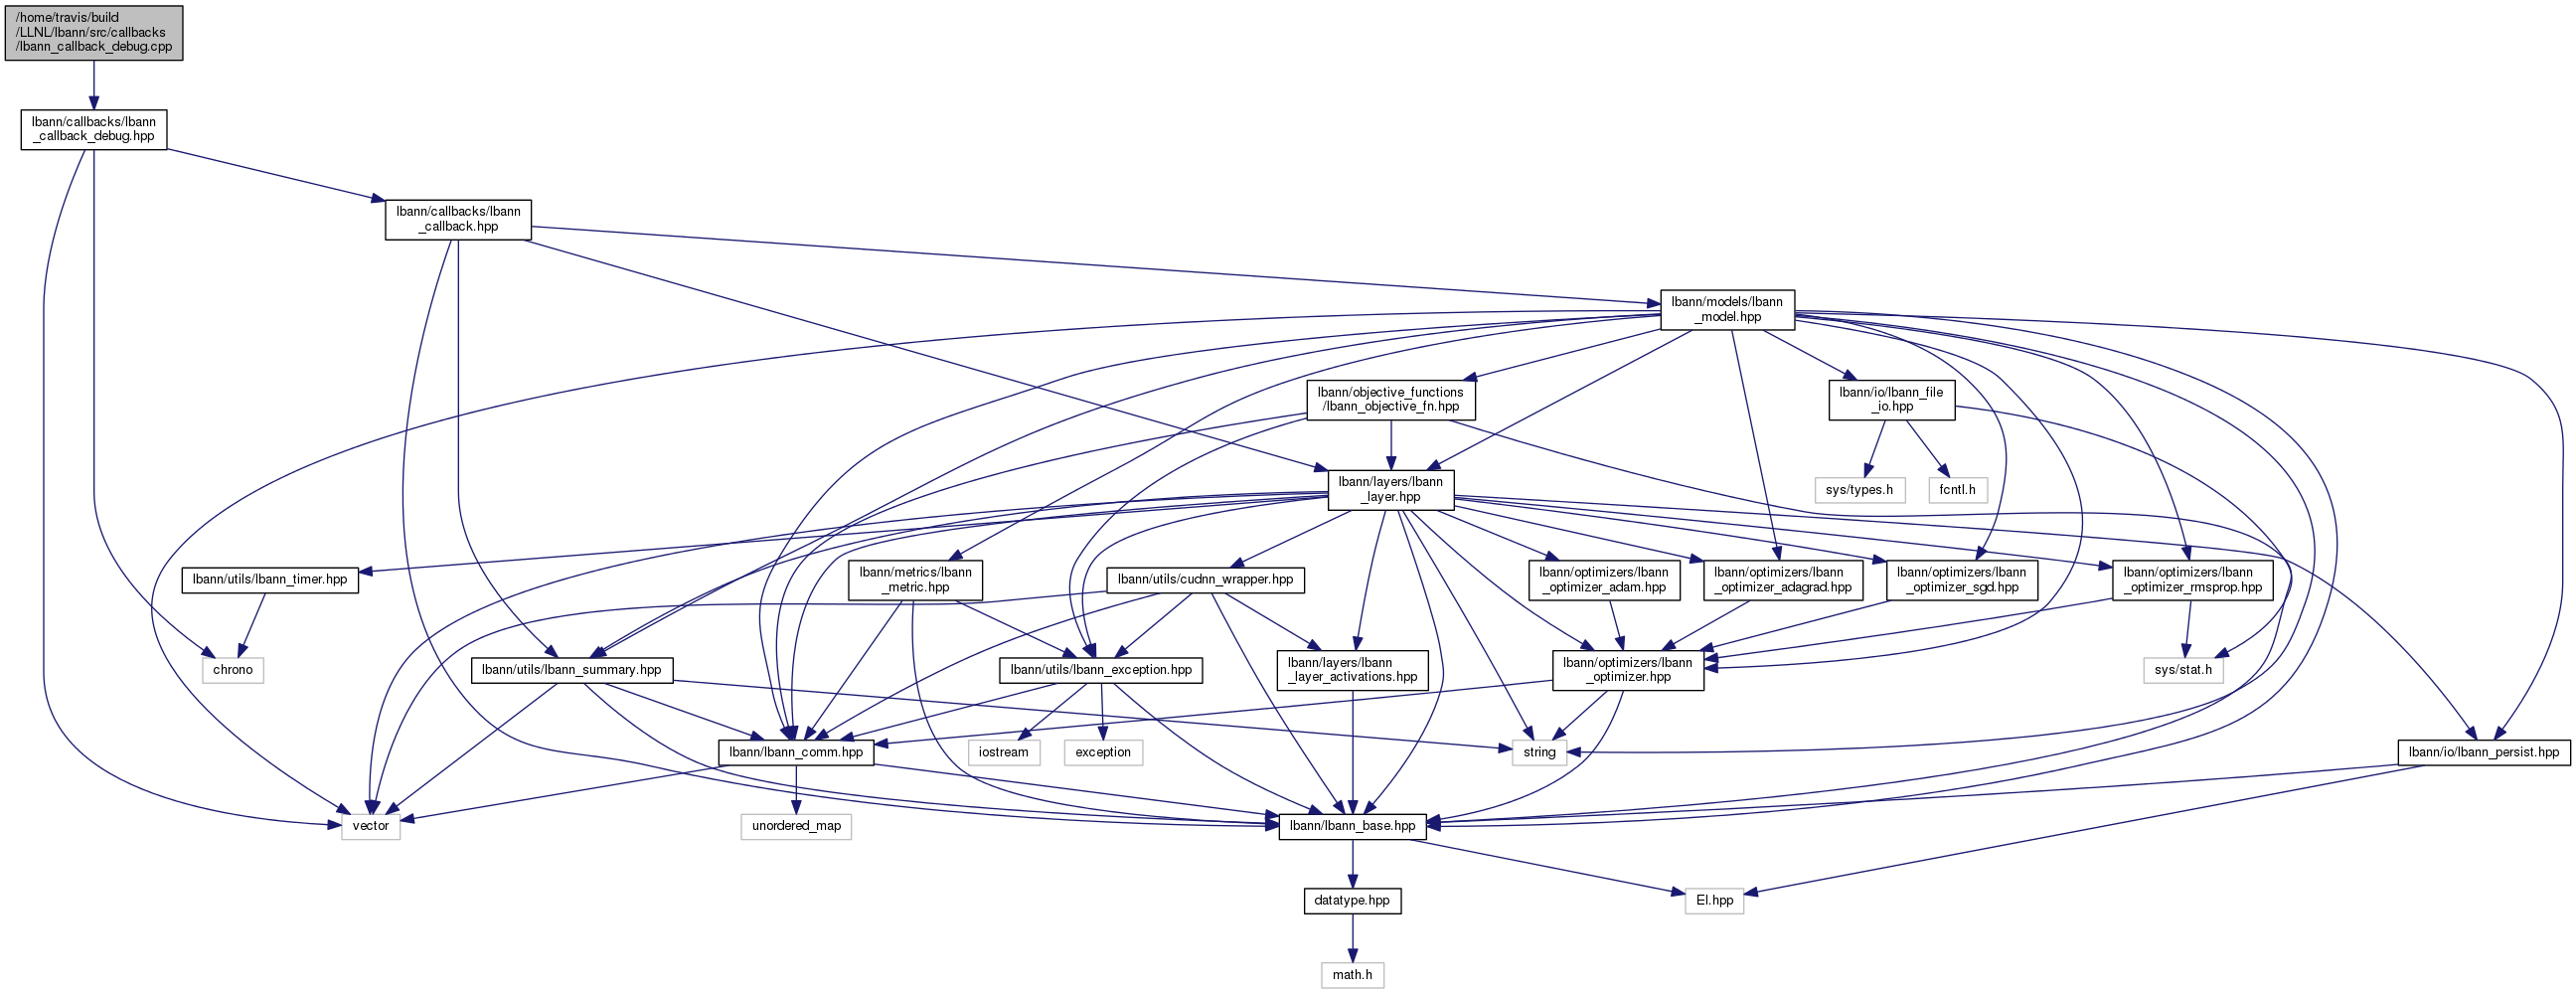 /home/travis/build
/LLNL/lbann/src/callbacks
/lbann_callback_debug.cpp
lbann/callbacks/lbann
_callback_debug.hpp
lbann/callbacks/lbann
_callback.hpp
lbann/models/lbann
_model.hpp
lbann/objective_functions
/lbann_objective_fn.hpp
lbann/io/lbann_file
_io.hpp
lbann/layers/lbann
_layer.hpp
sys/types.h
fcntl.h
lbann/utils/lbann_timer.hpp
lbann/metrics/lbann
_metric.hpp
lbann/utils/cudnn_wrapper.hpp
lbann/optimizers/lbann
_optimizer_adam.hpp
lbann/optimizers/lbann
_optimizer_adagrad.hpp
lbann/optimizers/lbann
_optimizer_sgd.hpp
lbann/optimizers/lbann
_optimizer_rmsprop.hpp
chrono
lbann/utils/lbann_summary.hpp
lbann/utils/lbann_exception.hpp
lbann/layers/lbann
_layer_activations.hpp
lbann/optimizers/lbann
_optimizer.hpp
sys/stat.h
lbann/lbann_comm.hpp
iostream
exception
string
lbann/io/lbann_persist.hpp
vector
unordered_map
lbann/lbann_base.hpp
datatype.hpp
El.hpp
math.h